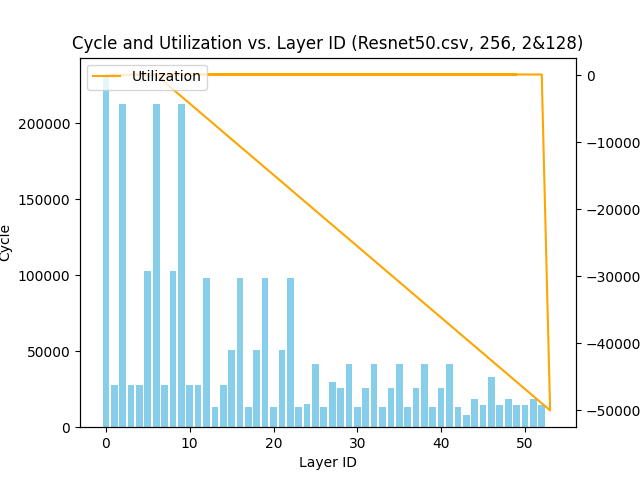 Cycle and Utilization vs. Layer ID (Resnet50.csv, 256, 2&128)
Utilization
Cycle
200000
150000
100000
50000
0
0
−10000
−20000
−30000
−40000
−50000
0 10 20 30 40 50
Layer ID